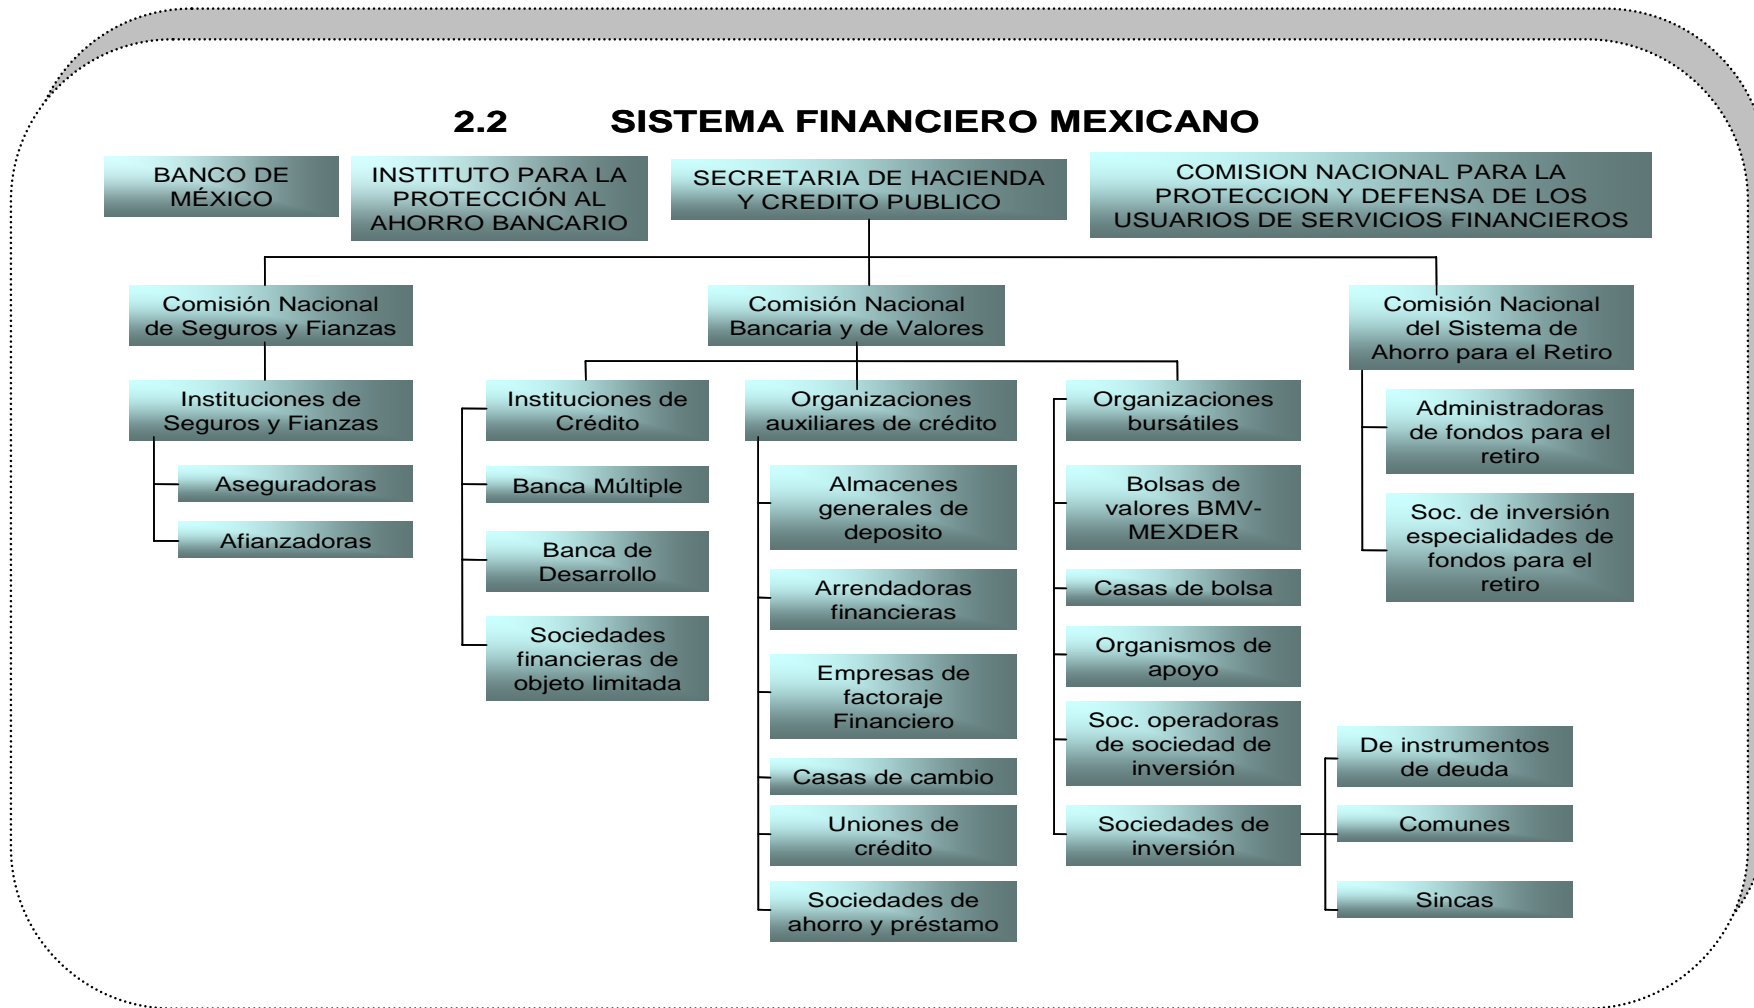 2.2 SISTEMA FINANCIERO MEXICANO
BANCO DE
MÉXICO
INSTITUTO PARA LA
PROTECCIÓN AL
AHORRO BANCARIO
SECRETARIA DE HACIENDA
Y CREDITO PUBLICO
COMISION NACIONAL PARA LA
PROTECCION Y DEFENSA DE LOS
USUARIOS DE SERVICIOS FINANCIEROS
Comisión Nacional
de Seguros y Fianzas
Comisión Nacional
Bancaria y de Valores
Comisión Nacional
del Sistema de
Ahorro para el Retiro
Instituciones de
Seguros y Fianzas
Aseguradoras
Afianzadoras
Instituciones de
Crédito
Banca Múltiple
Banca de
Desarrollo
Sociedades
financieras de
objeto limitada
Organizaciones
auxiliares de crédito
Almacenes
generales de
deposito
Arrendadoras
financieras
Empresas de
factoraje
Financiero
Casas de cambio
Uniones de
crédito
Sociedades de
ahorro y préstamo
Organizaciones
bursátiles
Bolsas de
valores BMV-
MEXDER
Casas de bolsa
Organismos de
apoyo
Soc. operadoras
de sociedad de
inversión
Sociedades de
inversión
De instrumentos
de deuda
Comunes
Sincas
Administradoras
de fondos para el
retiro
Soc. de inversión
especialidades de
fondos para el
retiro